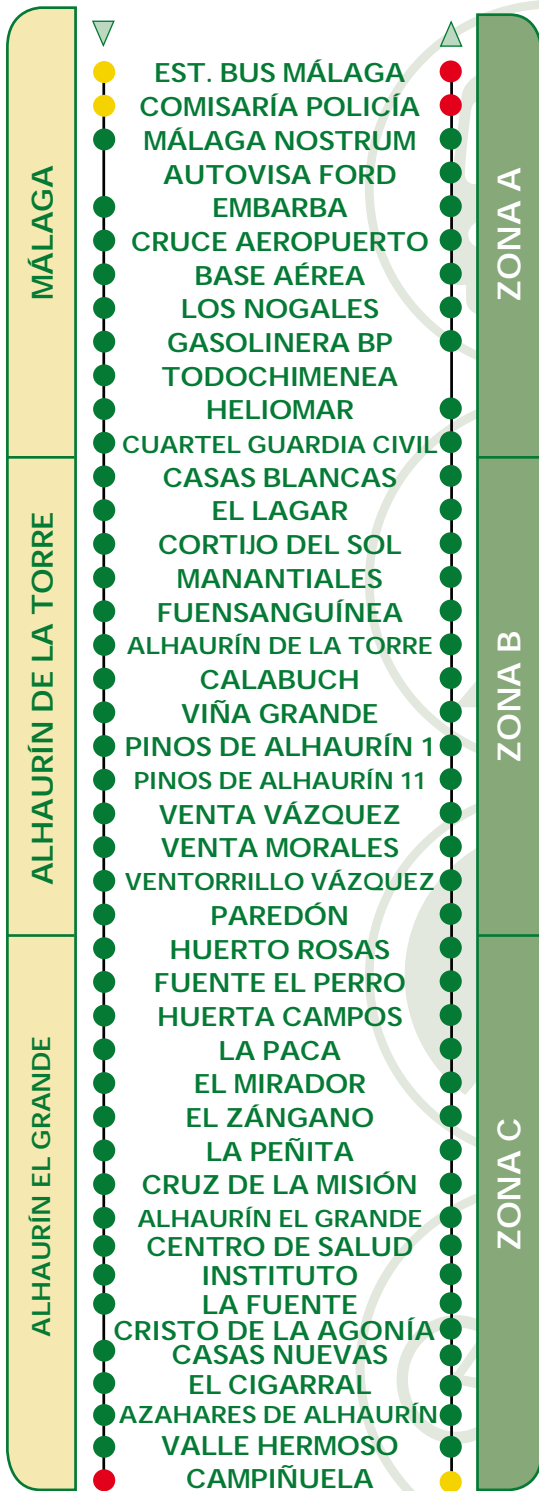 EST. BUS MÁLAGA
COMISARÍA POLICÍA
MÁLAGA NOSTRUM
AUTOVISA FORD
EMBARBA
CRUCE AEROPUERTO
BASE AÉREA
LOS NOGALES
GASOLINERA BP
TODOCHIMENEA
HELIOMAR
CUARTEL GUARDIA CIVIL
MÁLAGA
ZONA A
CASAS BLANCAS
EL LAGAR
CORTIJO DEL SOL
MANANTIALES
FUENSANGUÍNEA
ALHAURÍN DE LA TORRE
CALABUCH
VIÑA GRANDE
PINOS DE ALHAURÍN 1
PINOS DE ALHAURÍN 11
VENTA VÁZQUEZ
VENTA MORALES
VENTORRILLO VÁZQUEZ
PAREDÓN
ALHAURÍN DE LA TORRE
ZONA B
HUERTO ROSAS
FUENTE EL PERRO
HUERTA CAMPOS
LA PACA
EL MIRADOR
EL ZÁNGANO
LA PEÑITA
CRUZ DE LA MISIÓN
ALHAURÍN EL GRANDE
CENTRO DE SALUD
INSTITUTO
LA FUENTE
CRISTO DE LA AGONÍA
CASAS NUEVAS
EL CIGARRAL
AZAHARES DE ALHAURÍN
VALLE HERMOSO
CAMPIÑUELA
ALHAURÍN EL GRANDE
ZONA C